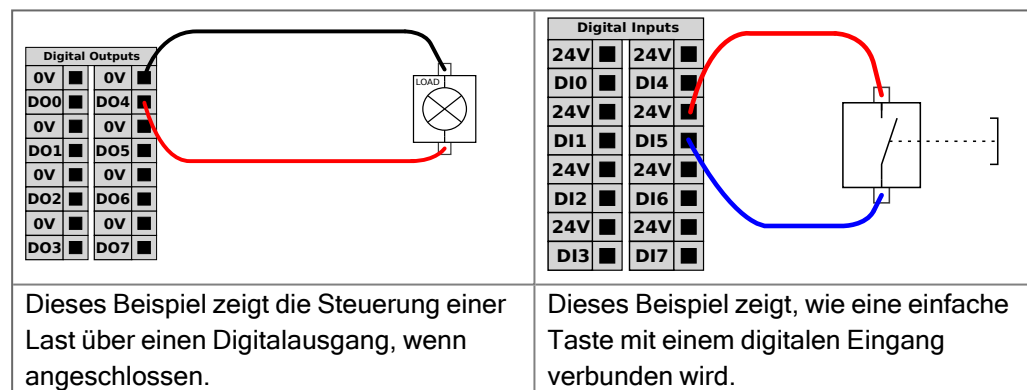 Digital Outputs
0V 0V
DO0 DO4
0V 0V
DO1 DO5
0V 0V
DO2 DO6
0V 0V
DO3 DO7
LOAD
Digital Inputs
24V 24V
DI0 DI4
24V 24V
DI1 DI5
24V 24V
DI2 DI6
24V 24V
DI3 DI7
Dieses Beispiel zeigt die Steuerung einer
Last über einen Digitalausgang, wenn
angeschlossen.
Dieses Beispiel zeigt, wie eine einfache
Taste mit einem digitalen Eingang
verbunden wird.